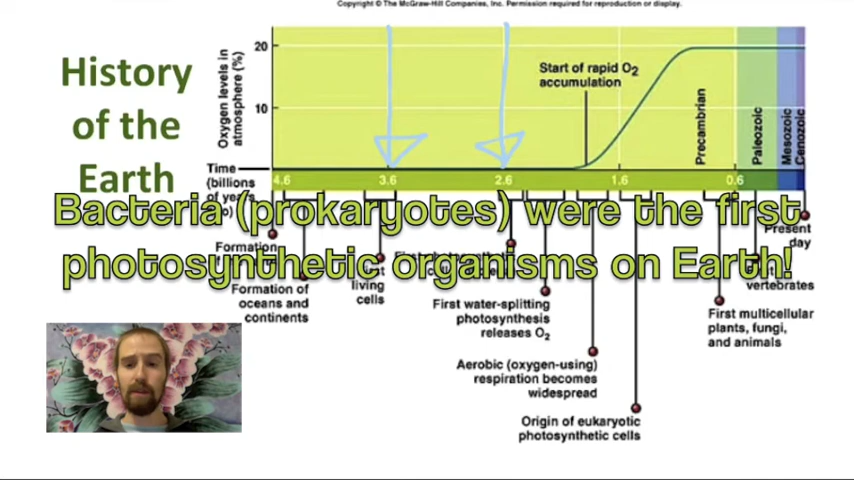 Copyright © The McGraw-Hill Companies, Inc. Permission required for reproduction or display.
History
of the
Earth
Oxygen levels in
atmosphere (%)
20
10
Start of rapid O₂
accumulation
Precambrian
Paleozoic
Mesozoic
Cenozoic
Time
(billions
of years
4.6
3.6
2.6
1.6
0.6
Bacteria (prokaryotes) were the first
photosynthetic organisms on Earth!
Formation
Formation of
oceans and
continents
living
cells
First water-splitting
photosynthesis
releases O₂
Aerobic (oxygen-using)
respiration becomes
widespread
Origin of eukaryotic
photosynthetic cells
First multicellular
plants, fungi,
and animals
vertebrates
Present
day